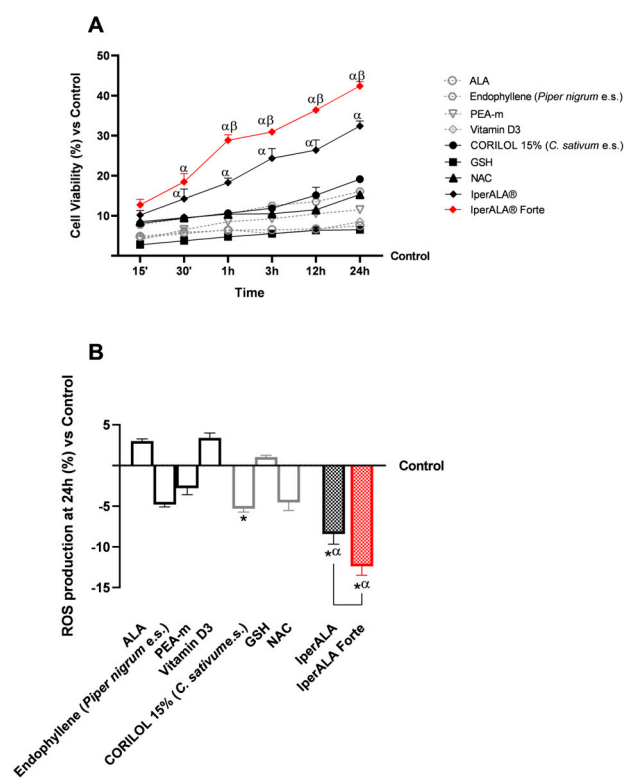 A
Cell Viability (%) vs Control
50
40
30
20
10
αβ
αβ
αβ
αβ
α
α
α
α
α
α
15'
30'
1h
3h
12h
24h
Control
Time
ALA
Endophyllene (Piper nigrum e.s.)
PEA-m
Vitamin D3
CORILOL 15% (C. sativum e.s.)
GSH
NAC
IperALA®
IperALA® Forte
B
ROS production at 24h (%) vs Control
5
0
-5
-10
-15
Control
*
*α
*α
ALA
Endophyllene (Piper nigrum e.s.)
PEA-m
Vitamin D3
CORILOL 15% (C. sativume.s.)
GSH
NAC
IperALA
IperALA Forte